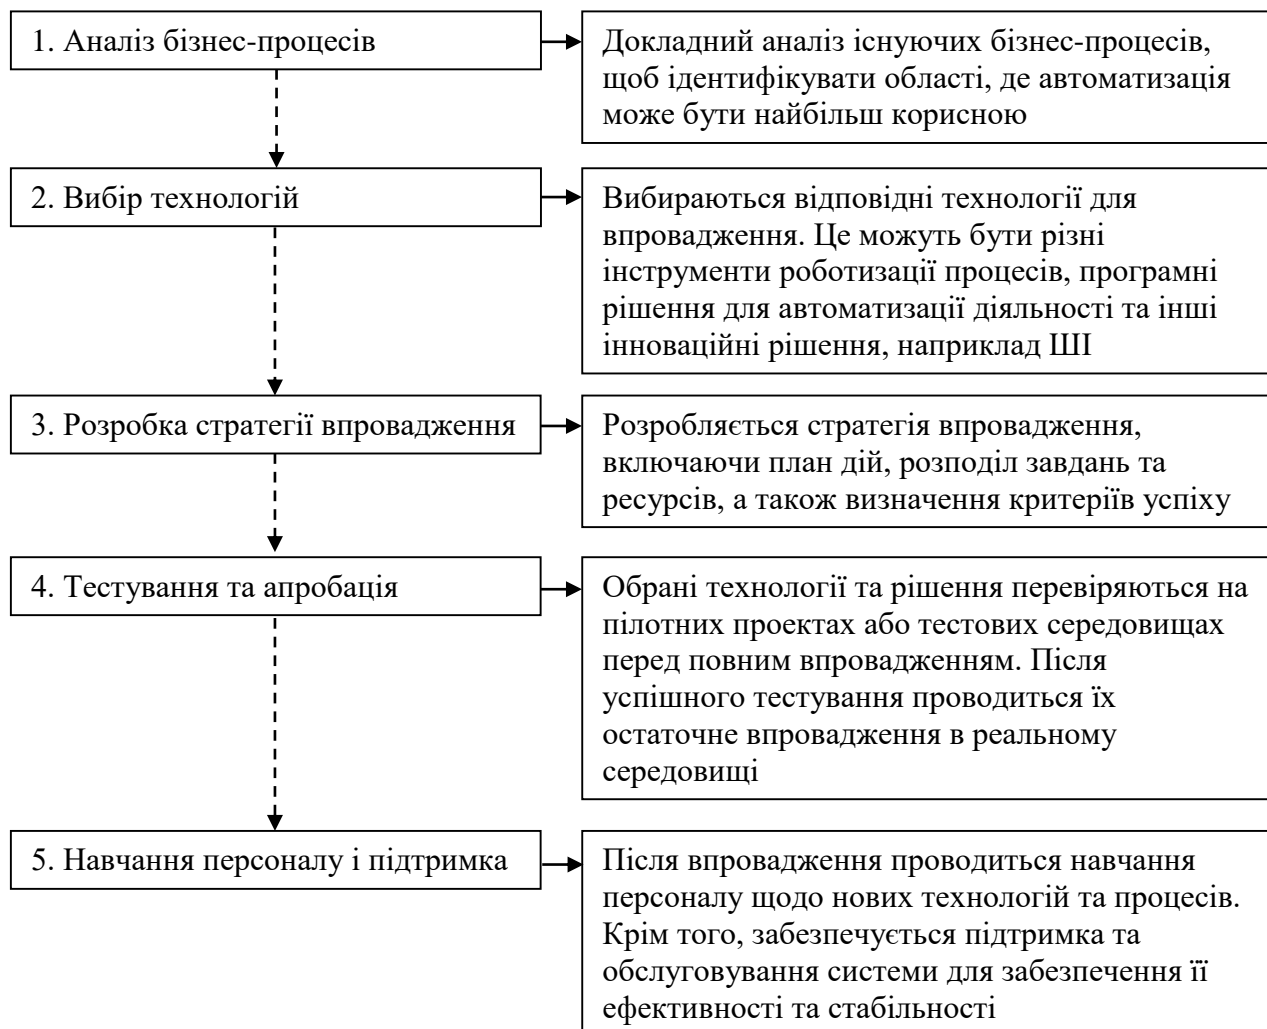 1. Аналіз бізнес-процесів
Докладний аналіз існуючих бізнес-процесів,
щоб ідентифікувати області, де автоматизація
може бути найбільш корисною
2. Вибір технологій
Вибираються відповідні технології для
впровадження. Це можуть бути різні
інструменти роботизації процесів, програмні
рішення для автоматизації діяльності та інші
інноваційні рішення, наприклад ШІ
3. Розробка стратегії впровадження
Розробляється стратегія впровадження,
включаючи план дій, розподіл завдань та
ресурсів, а також визначення критеріїв успіху
4. Тестування та апробація
Обрані технології та рішення перевіряються на
пілотних проектах або тестових середовищах
перед повним впровадженням. Після
успішного тестування проводиться їх
остаточне впровадження в реальному
середовищі
5. Навчання персоналу і підтримка
Після впровадження проводиться навчання
персоналу щодо нових технологій та процесів.
Крім того, забезпечується підтримка та
обслуговування системи для забезпечення її
ефективності та стабільності